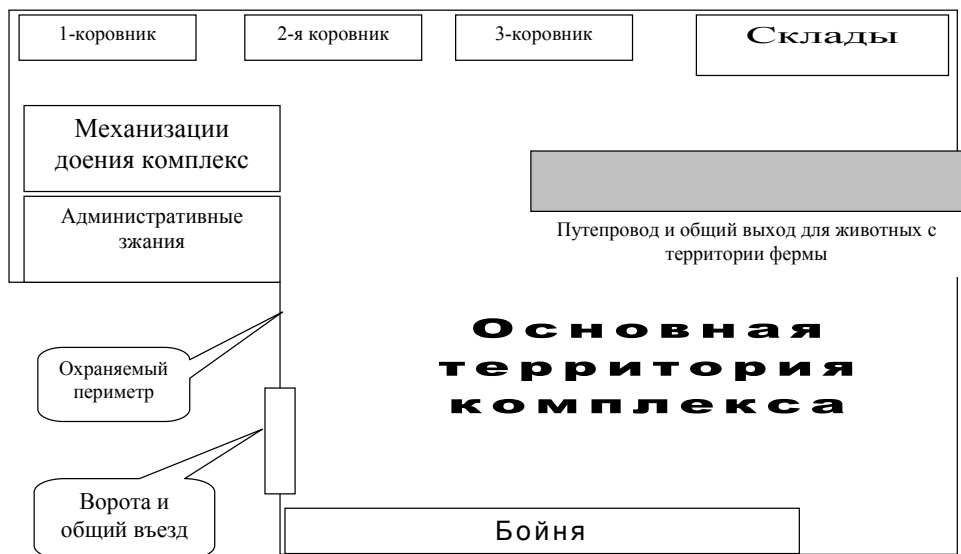 1-коровник
2-я коровник
3-коровник
Склады
Механизации
доения комплекс
Административные
зжания
Путепровод и общий выход для животных с
территории фермы
Основная
территория
комплекса
Охраняемый
периметр
Ворота и
общий въезд
Бойня